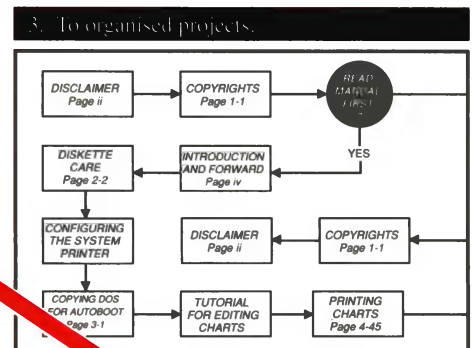 3. To organised projects.
DISCLAIMER
Page ii
COPYRIGHTS
Page 1-1
READ
MANUAL
FIRST
?
YES
DISKETTE
CARE
Page 2-2
INTRODUCTION
AND FORWARD
Page iv
CONFIGURING
THE SYSTEM
PRINTER
DISCLAIMER
Page ii
COPYRIGHTS
Page 1-1
COPYING DOS
FOR AUTOBOOT
Page 3-1
TUTORIAL
FOR EDITING
CHARTS
PRINTING
CHARTS
Page 4-45